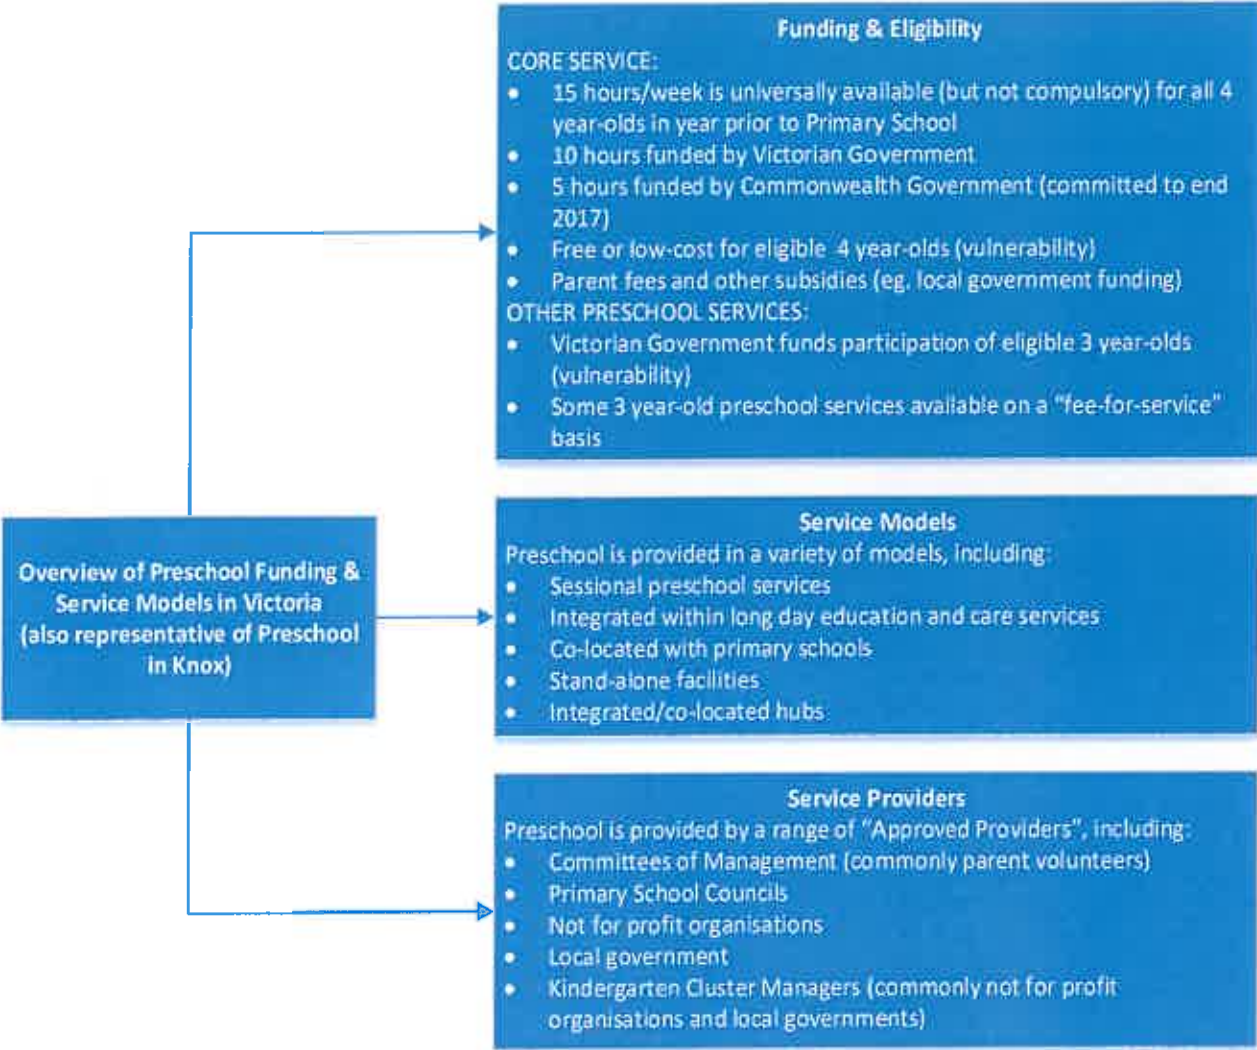 Funding & Eligibility
CORE SERVICE:
• 15 hours/week is universally available (but not compulsory) for all 4
year-olds in year prior to Primary School
• 10 hours funded by Victorian Government
• 5 hours funded by Commonwealth Government (committed to end
2017)
• Free or low-cost for eligible 4 year-olds (vulnerability)
• Parent fees and other subsidies (eg. local government funding)
OTHER PRESCHOOL SERVICES:
• Victorian Government funds participation of eligible 3 year-olds
(vulnerability)
• Some 3 year-old preschool services available on a "fee-for-service"
basis
Overview of Preschool Funding &
Service Models in Victoria
(also representative of Preschool
in Knox)
Service Models
Preschool is provided in a variety of models, including:
• Sessional preschool services
• Integrated within long day education and care services
• Co-located with primary schools
• Stand-alone facilities
• Integrated/co-located hubs
Service Providers
Preschool is provided by a range of "Approved Providers", including:
• Committees of Management (commonly parent volunteers)
• Primary School Councils
• Not for profit organisations
• Local government
• Kindergarten Cluster Managers (commonly not for profit
organisations and local governments)